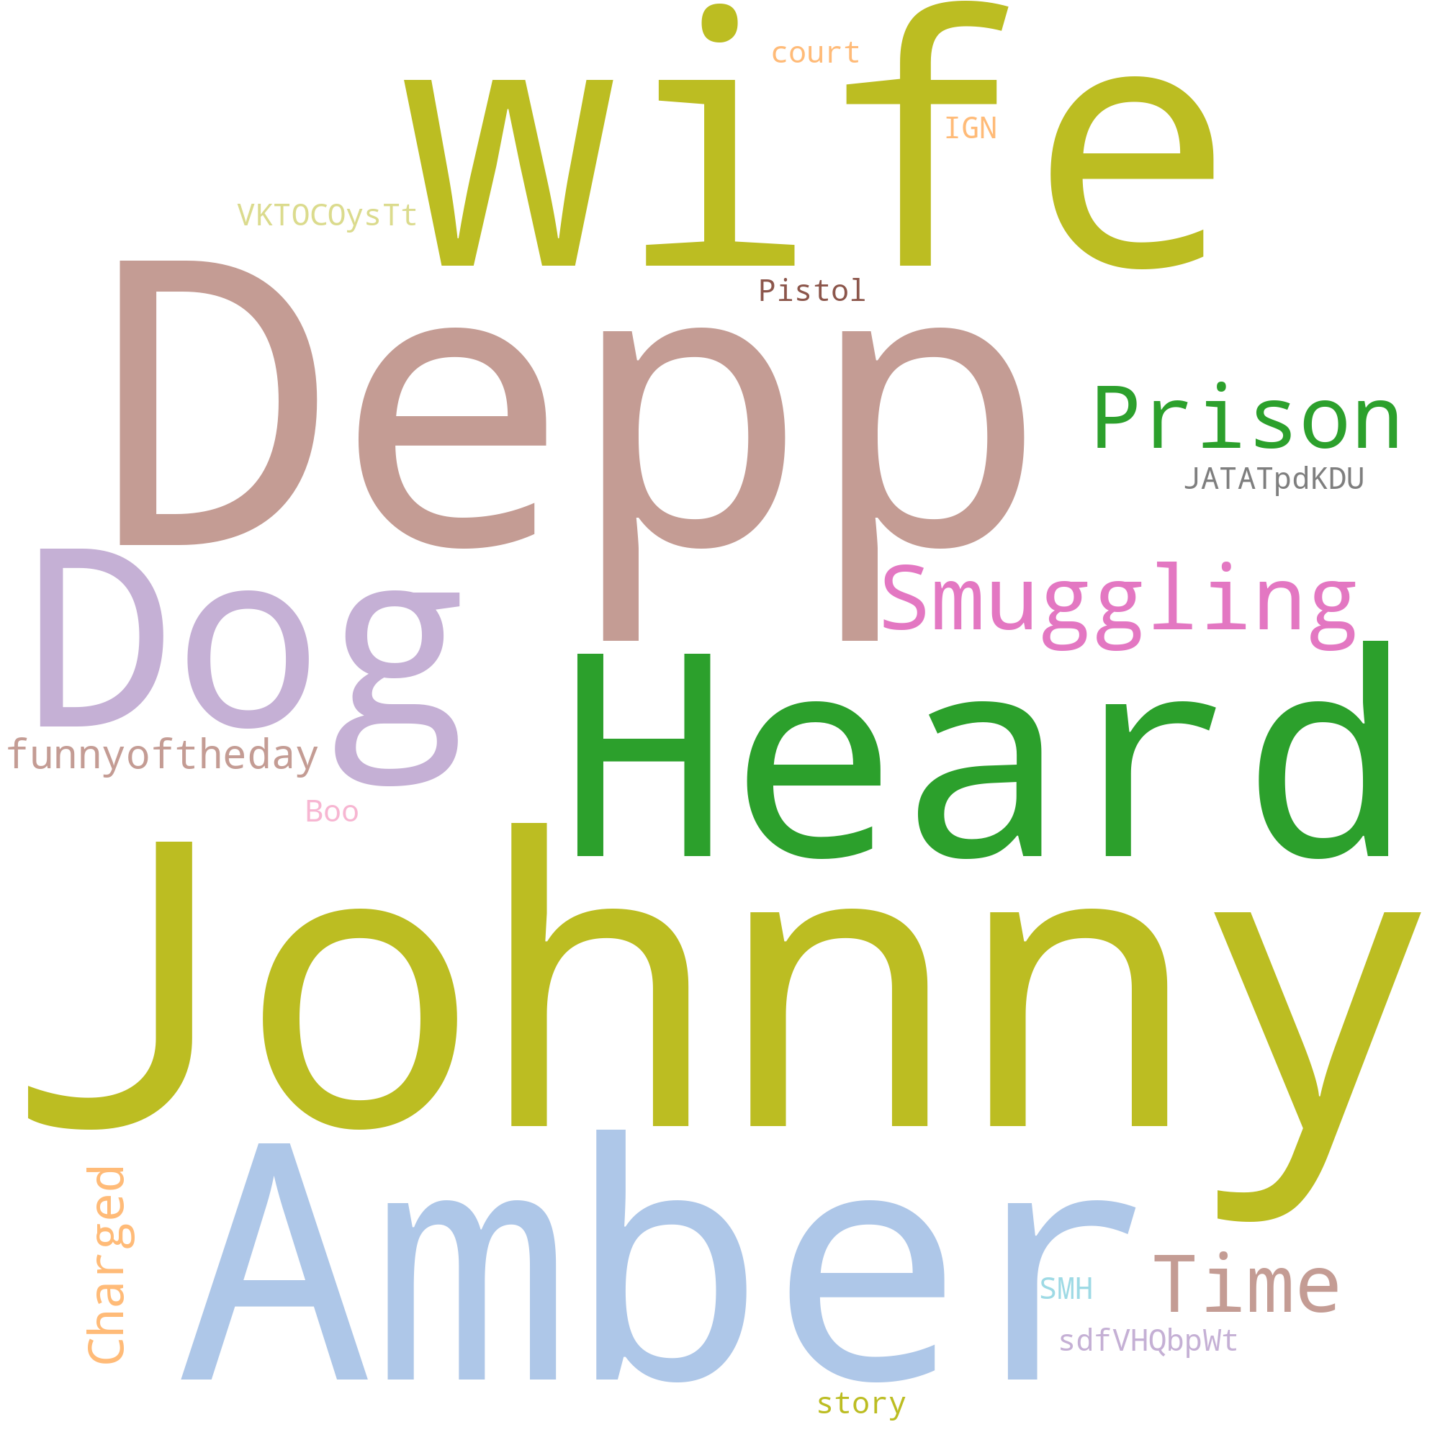 wife
court
IGN
VKTOCOysTt
Pistol
Depp
Prison
JATATpdKDU
Smuggling
Dog
Heard
funnyoftheday
Boo
Johnny
Amber
Charged
Time
SMH
sdfVHQbpWt
story